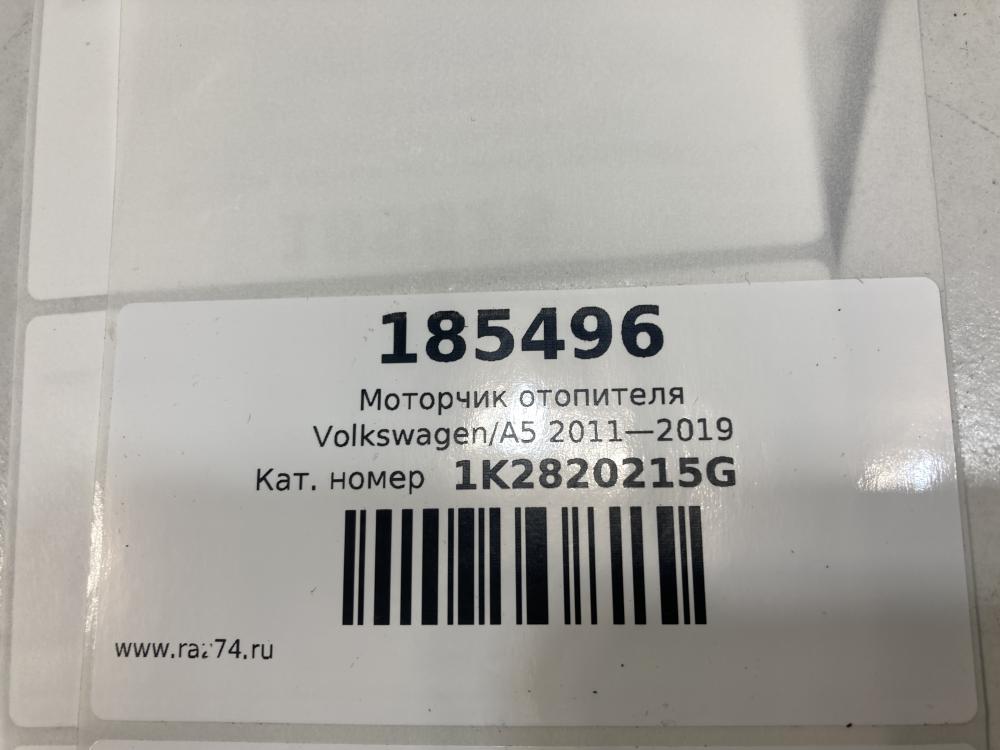 185496
Моторчик отопителя
Volkswagen/A5 2011—2019
Кат. номер 1K2820215G